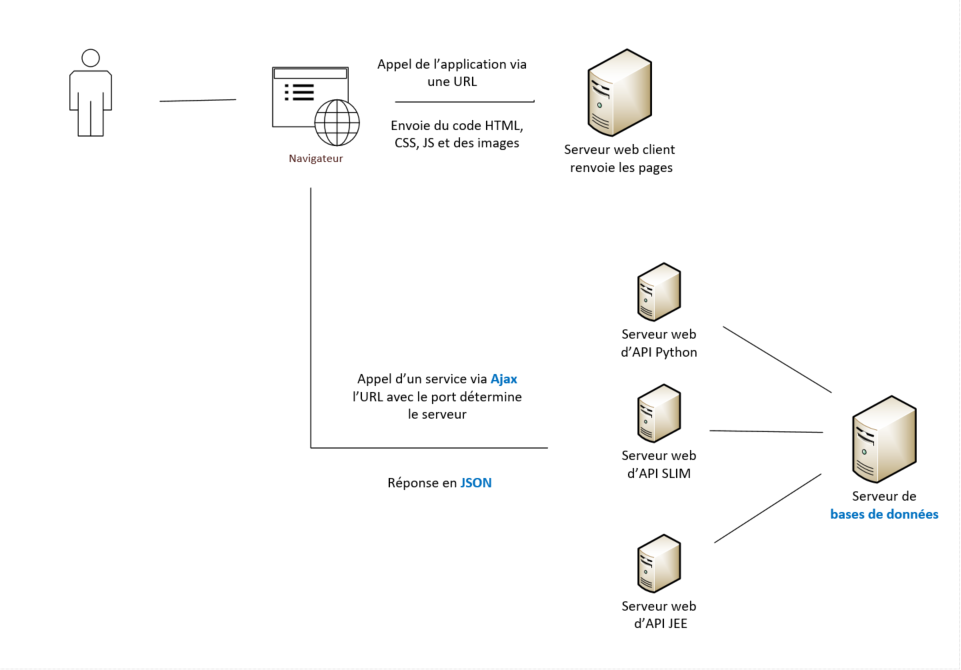 Appel de l'application via
une URL
Envoie du code HTML,
CSS, JS et des images
Navigateur
Serveur web client
renvoie les pages
Serveur web
d'API Python
Appel d'un service via Ajax
l'URL avec le port détermine
le serveur
Réponse en JSON
Serveur web
d'API SLIM
Serveur de
bases de données
Serveur web
d'API JEE